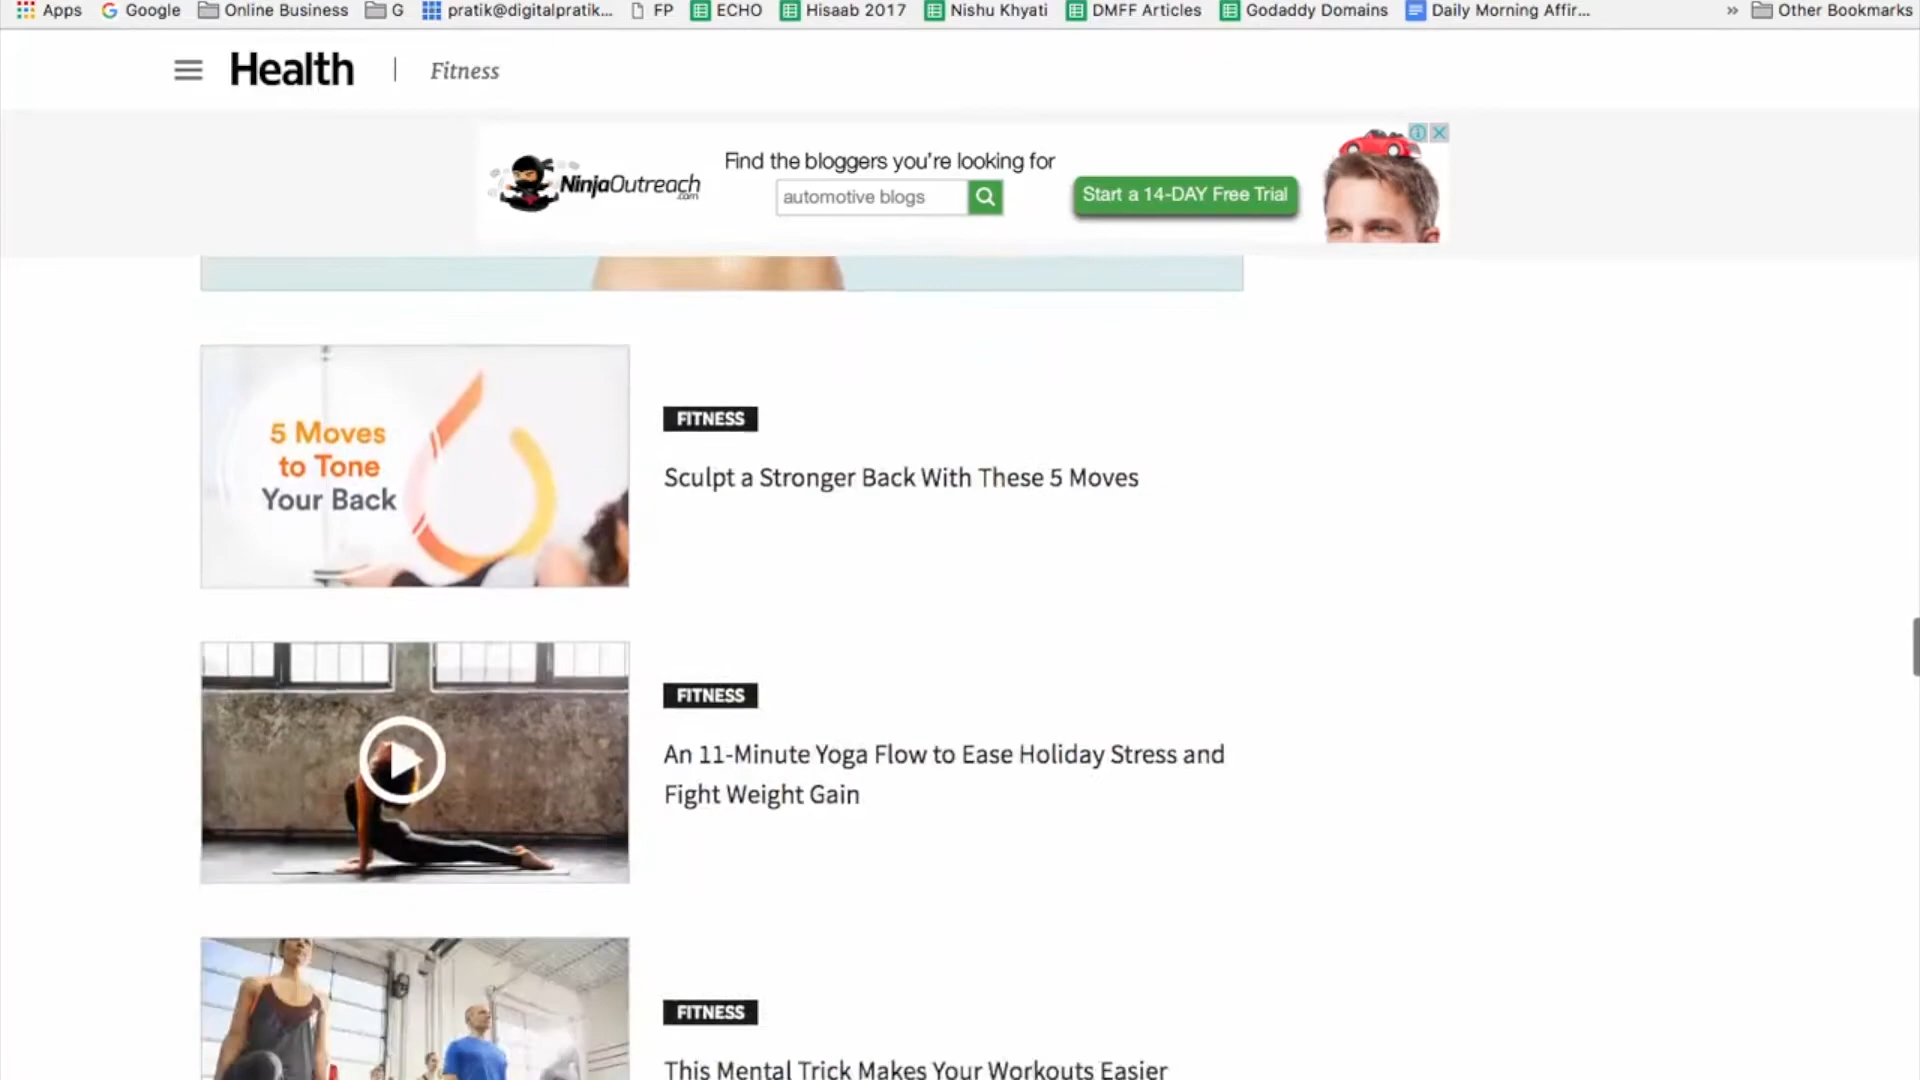 Apps Google Online Business G pratik@digitalpratik... FP ECHO Hisaab 2017 Nishu Khyati DMFF Articles Godaddy Domains Daily Morning Affir... » Other Bookmarks
Health | Fitness
Find the bloggers you're looking for
NinjaOutreach
.com
automotive blogs
Start a 14-DAY Free Trial
5 Moves
to Tone
Your Back
FITNESS
Sculpt a Stronger Back With These 5 Moves
FITNESS
An 11-Minute Yoga Flow to Ease Holiday Stress and
Fight Weight Gain
FITNESS
This Mental Trick Makes Your Workouts Easier